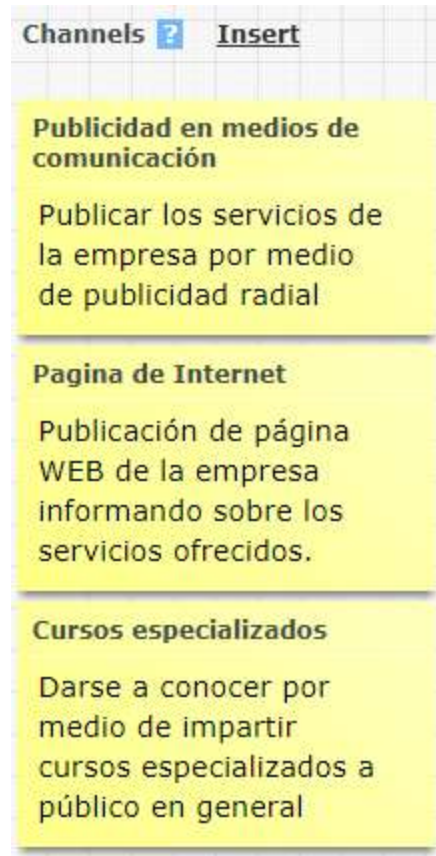 Channels ? Insert
Publicidad en medios de
comunicación
Publicar los servicios de
la empresa por medio
de publicidad radial
Pagina de Internet
Publicación de página
WEB de la empresa
informando sobre los
servicios ofrecidos.
Cursos especializados
Darse a conocer por
medio de impartir
cursos especializados a
público en general